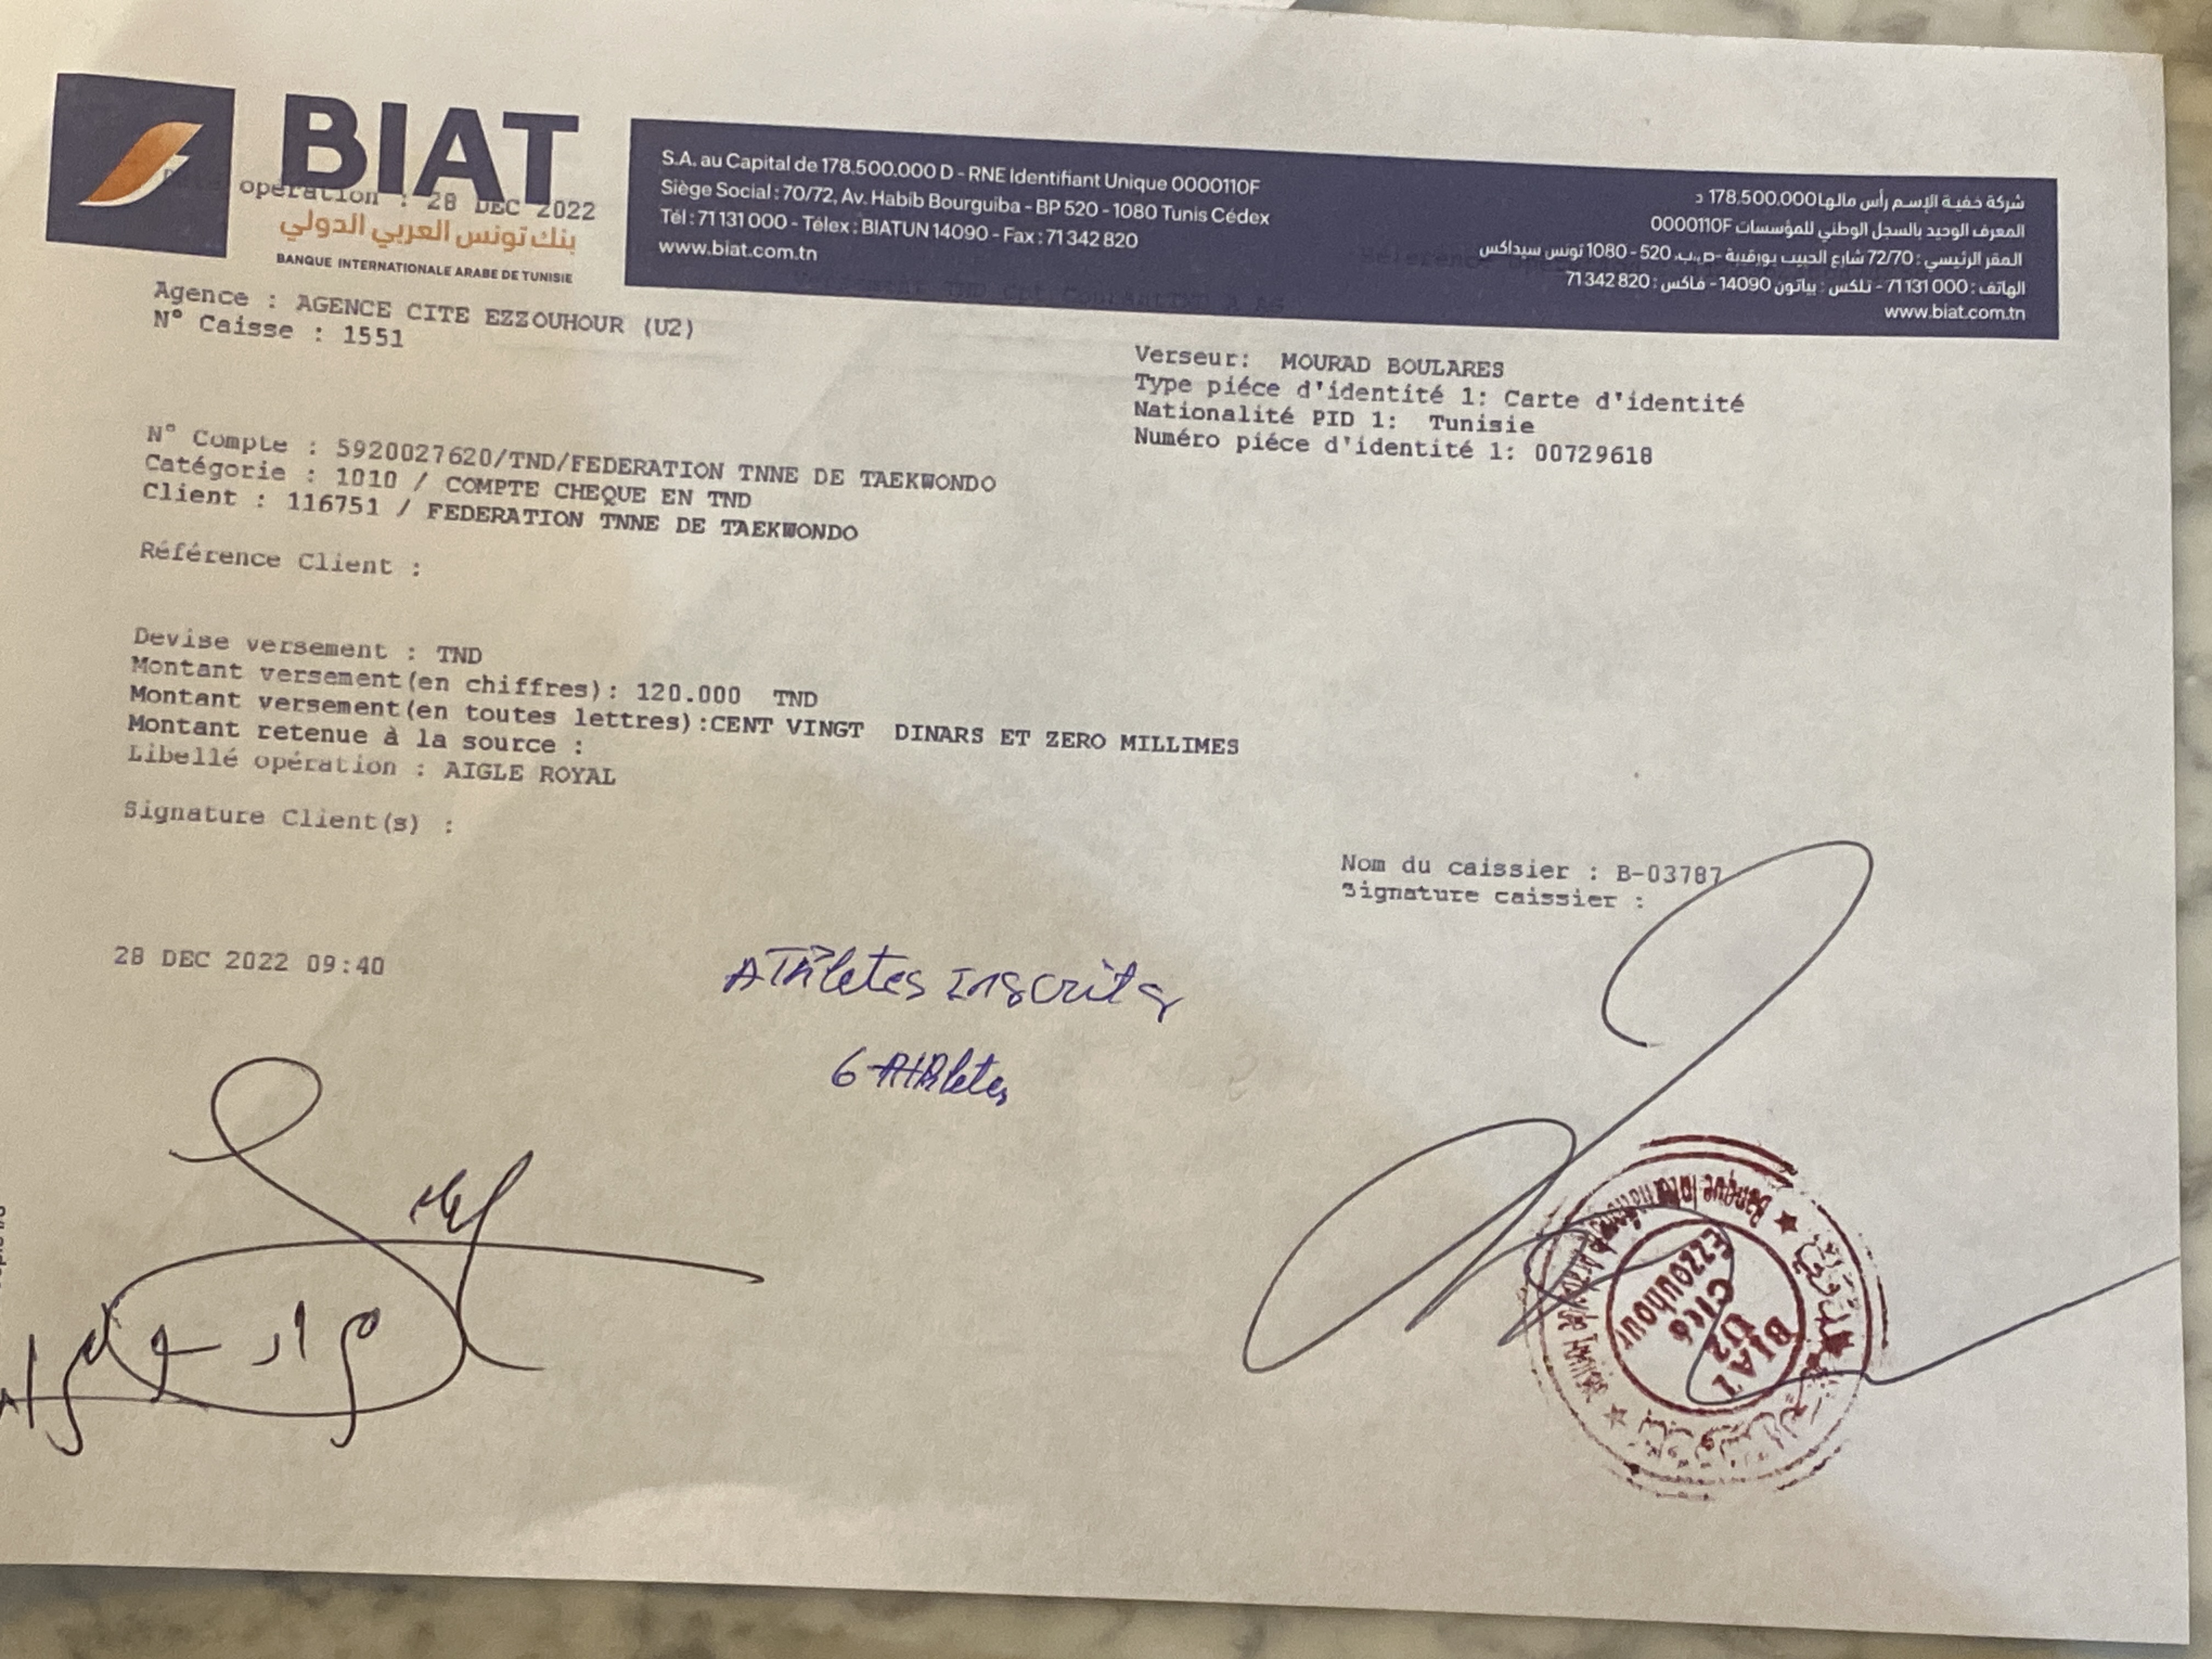 BIAT
opération : 28 DEC 2022
بنك تونس العربي الدولي
BANQUE INTERNATIONALE ARABE DE TUNISIE
S.A. au Capital de 178.500.000 D - RNE Identifiant Unique 0000110F
Siège Social : 70/72, Av. Habib Bourguiba - BP 520 - 1080 Tunis Cédex
Tél : 71 131 000 - Télex : BIATUN 14090 - Fax : 71 342 820
www.biat.com.tn
شركة خفية الإسم رأس مالها 178.500.000 د
المعرف الوحيد بالسجل الوطني للمؤسسات 0000110F
المقر الرئيسي : 72/70 شارع الحبيب بورقيبة -ص.ب. 520 - 1080 تونس سيداكس
الهاتف : 71 131 000 - تلكس : بياتون 14090 - فاكس : 71 342 820
www.biat.com.tn
Agence : AGENCE CITE EZZOUHOUR (U2)
N° Caisse : 1551
Verseur: MOURAD BOULARES
Type piéce d'identité 1: Carte d'identité
Nationalité PID 1: Tunisie
Numéro piéce d'identité 1: 00729618
N° Compte : 5920027620/TND/FEDERATION TNNE DE TAEKWONDO
Catégorie : 1010 / COMPTE CHEQUE EN TND
Client : 116751 / FEDERATION TNNE DE TAEKWONDO
Référence Client :
Devise versement : TND
Montant versement(en chiffres): 120.000 TND
Montant versement(en toutes lettres):CENT VINGT DINARS ET ZERO MILLIMES
Montant retenue à la source :
Libellé opération : AIGLE ROYAL
Signature Client(s) :
Nom du caissier : B-03787
Signature caissier :
28 DEC 2022 09:40
Athletes Inscrits
6 Athletes
مراد
Banque Internationale Arabe de Tunisie
BIAT
U2
Cité
Ezzouhour